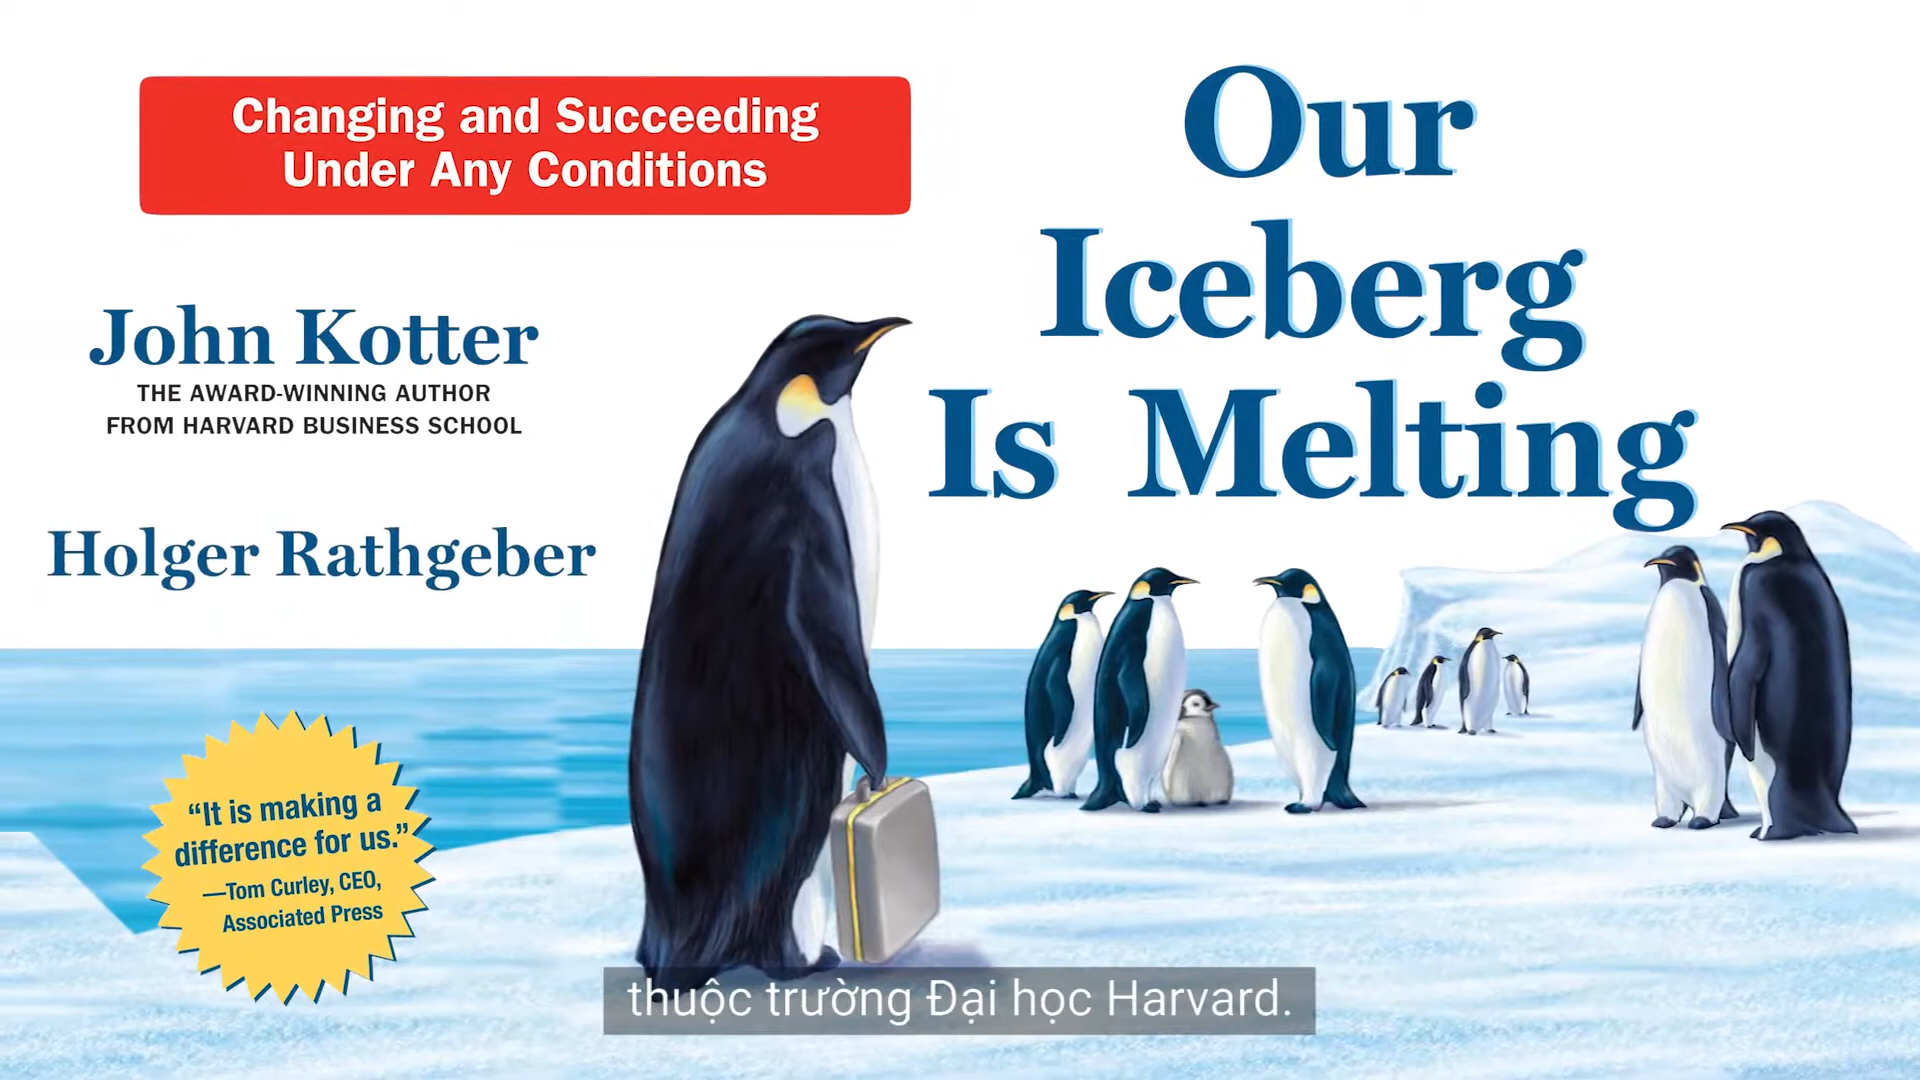 Changing and Succeeding
Under Any Conditions
Our
Iceberg
Is Melting
John Kotter
THE AWARD-WINNING AUTHOR
FROM HARVARD BUSINESS SCHOOL
Holger Rathgeber
“It is making a
difference for us.”
—Tom Curley, CEO,
Associated Press
thuộc trường Đại học Harvard.